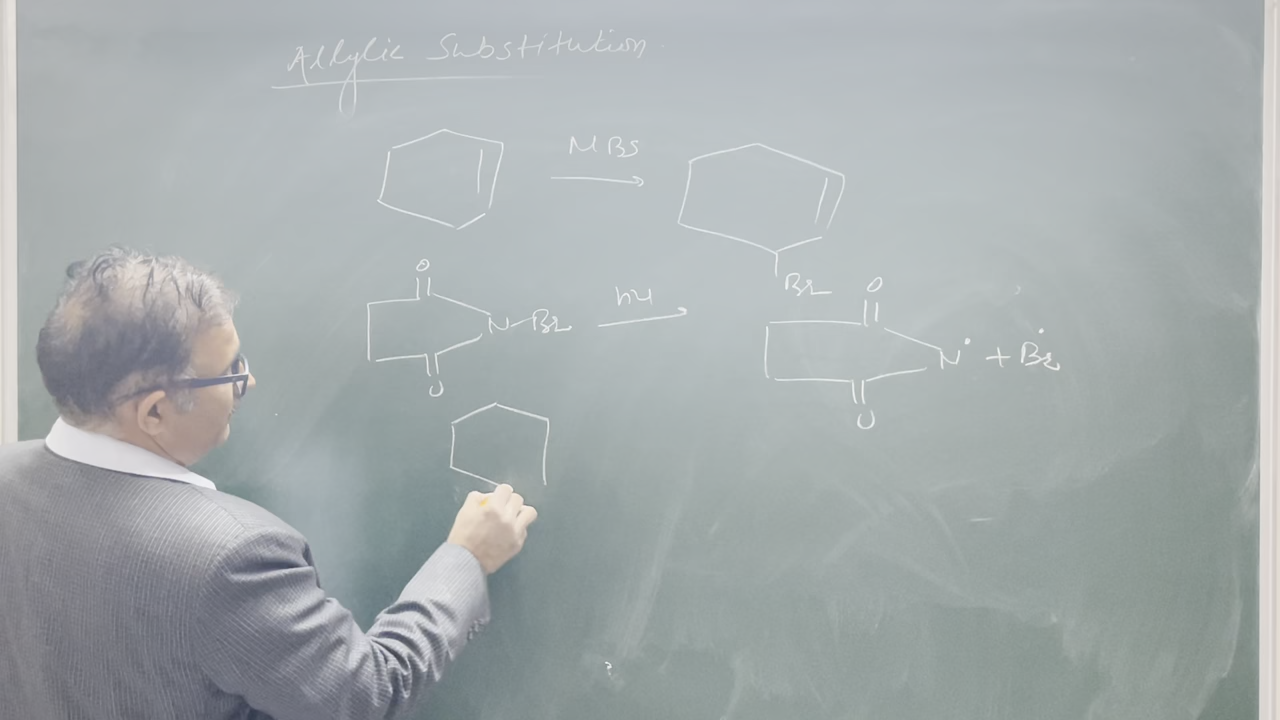 Allylic Substitution.
NBS
Br
O
N-Br
O
hν
O
N• + Br•
O